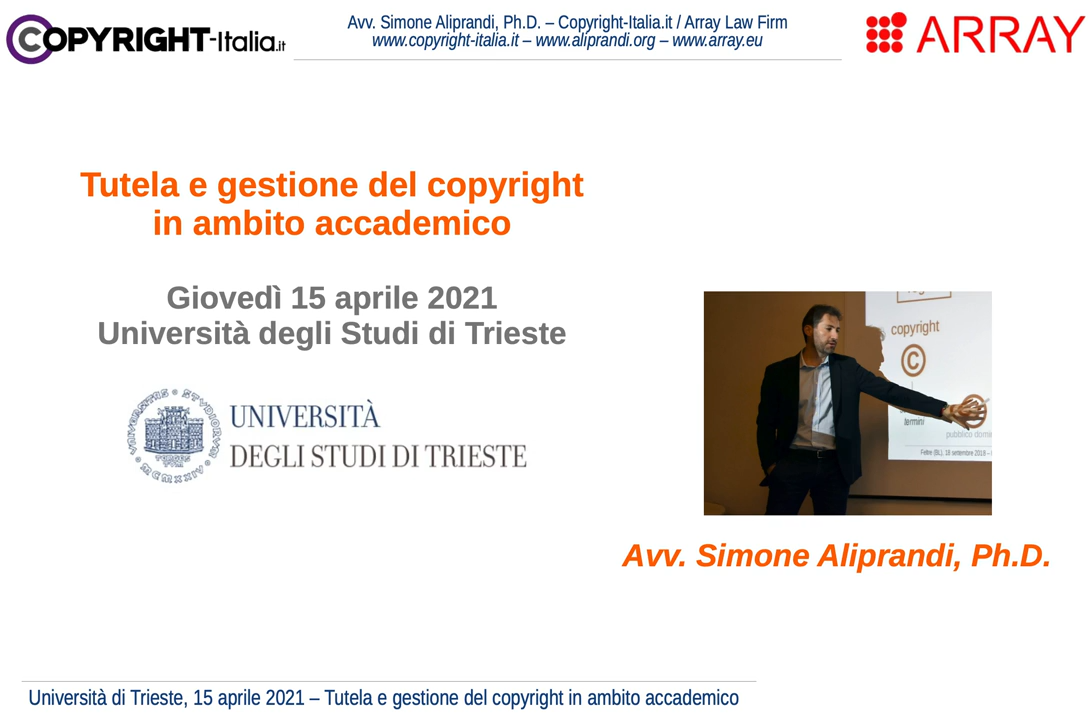 COPYRIGHT-Italia.it
Avv. Simone Aliprandi, Ph.D. – Copyright-Italia.it / Array Law Firm
www.copyright-italia.it – www.aliprandi.org – www.array.eu
ARRAY
Tutela e gestione del copyright
in ambito accademico
Giovedì 15 aprile 2021
Università degli Studi di Trieste
UNIVERSITÀ
DEGLI STUDI DI TRIESTE
copyright
©
termini
pubblico domin
Feltre (BL), 18 settembre 2018 –
Avv. Simone Aliprandi, Ph.D.
Università di Trieste, 15 aprile 2021 – Tutela e gestione del copyright in ambito accademico